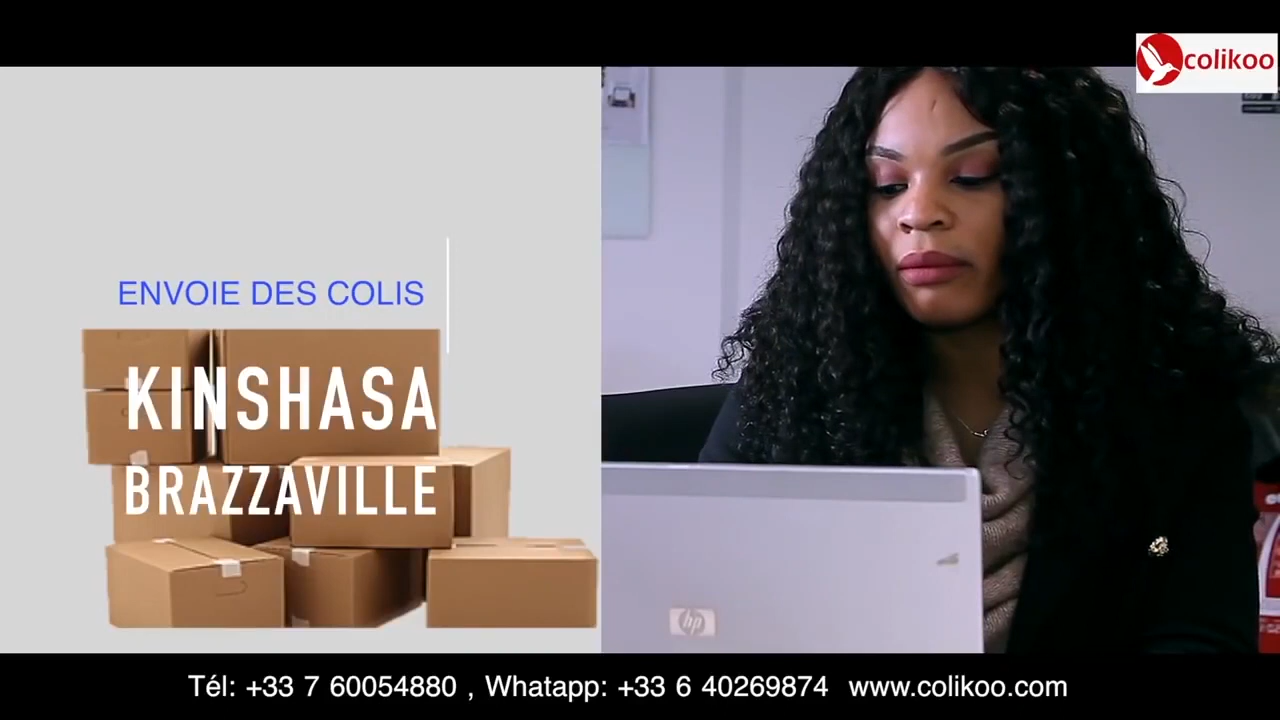 colikoo
ENVOIE DES COLIS
KINSHASA
BRAZZAVILLE
hp
Tél: +33 7 60054880 , Whatapp: +33 6 40269874 www.colikoo.com